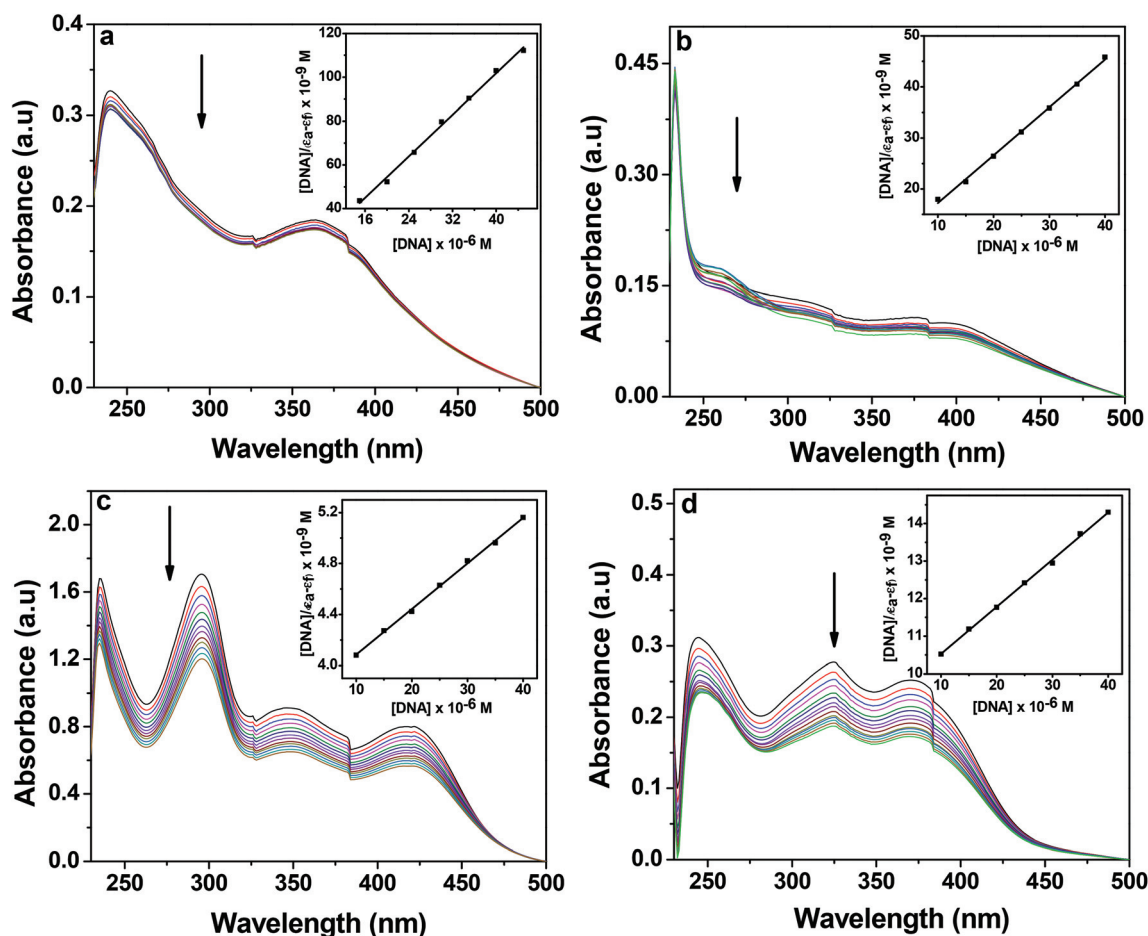 a
0.4
0.3
0.2
0.1
0.0
Absorbance (a.u)
250 300 350 400 450 500
Wavelength (nm)
120
100
80
60
40
16 24 32 40
[DNA]/εa-εf) x 10⁻⁹ M
[DNA] x 10⁻⁶ M
b
0.45
0.30
0.15
0.00
Absorbance (a.u)
250 300 350 400 450 500
Wavelength (nm)
50
40
30
20
10 15 20 25 30 35 40
[DNA]/εa-εf) x 10⁻⁹ M
[DNA] x 10⁻⁶ M
c
2.0
1.6
1.2
0.8
0.4
0.0
Absorbance (a.u)
250 300 350 400 450 500
Wavelength (nm)
5.2
4.8
4.4
4.0
10 15 20 25 30 35 40
[DNA]/εa-εf) x 10⁻⁹ M
[DNA] x 10⁻⁶ M
d
0.5
0.4
0.3
0.2
0.1
0.0
Absorbance (a.u)
250 300 350 400 450 500
Wavelength (nm)
14
13
12
11
10
10 15 20 25 30 35 40
[DNA]/εa-εf) x 10⁻⁹ M
[DNA] x 10⁻⁶ M